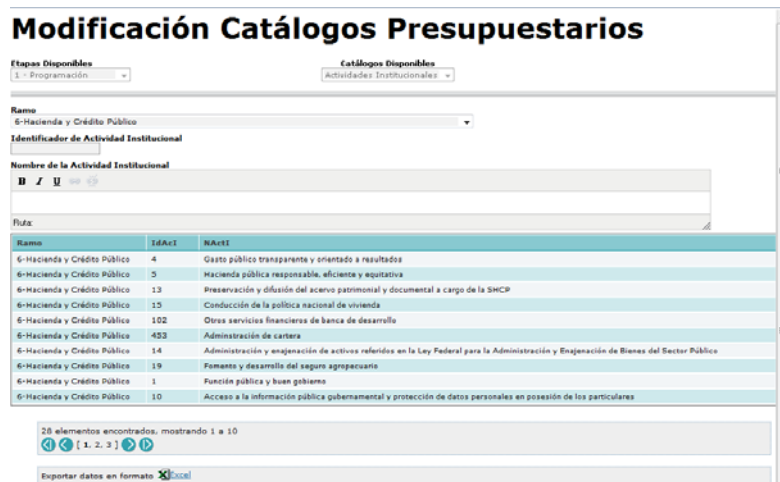 Modificación Catálogos Presupuestarios
Etapas Disponibles Catálogos Disponibles
1 - Programación Actividades Institucionales
Ramo
6-Hacienda y Crédito Público
Identificador de Actividad Institucional
Nombre de la Actividad Institucional
B I U
Ruta:
Ramo IdAcI NActI
6-Hacienda y Crédito Público 4 Gasto público transparente y orientado a resultados
6-Hacienda y Crédito Público 5 Hacienda pública responsable, eficiente y equitativa
6-Hacienda y Crédito Público 13 Preservación y difusión del acervo patrimonial y documental a cargo de la SHCP
6-Hacienda y Crédito Público 15 Conducción de la política nacional de vivienda
6-Hacienda y Crédito Público 102 Otros servicios financieros de banca de desarrollo
6-Hacienda y Crédito Público 453 Adminstración de cartera
6-Hacienda y Crédito Público 14 Administración y enajenación de activos referidos en la Ley Federal para la Administración y Enajenación de Bienes del Sector Público
6-Hacienda y Crédito Público 19 Fomento y desarrollo del seguro agropecuario
6-Hacienda y Crédito Público 1 Función pública y buen gobierno
6-Hacienda y Crédito Público 10 Acceso a la información pública gubernamental y protección de datos personales en posesión de los particulares
28 elementos encontrados, mostrando 1 a 10
[ 1, 2, 3 ]
Exportar datos en formato Excel